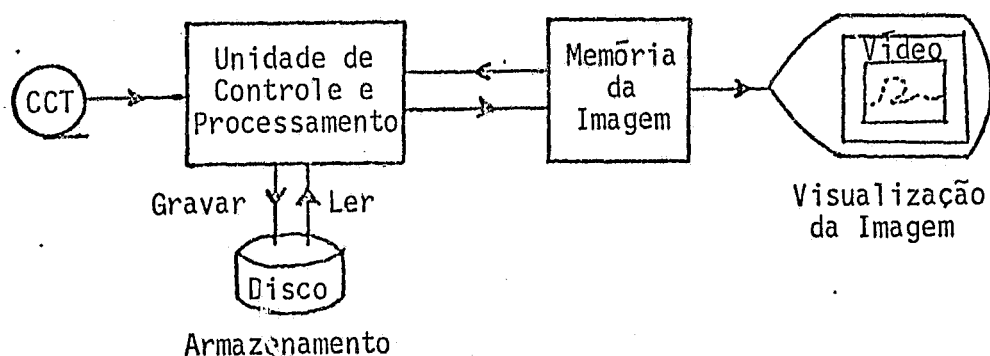 CCT
Unidade de
Controle e
Processamento
Memória
da
Imagem
Vídeo
Visualização
da Imagem
Gravar
Ler
Disco
Armazenamento